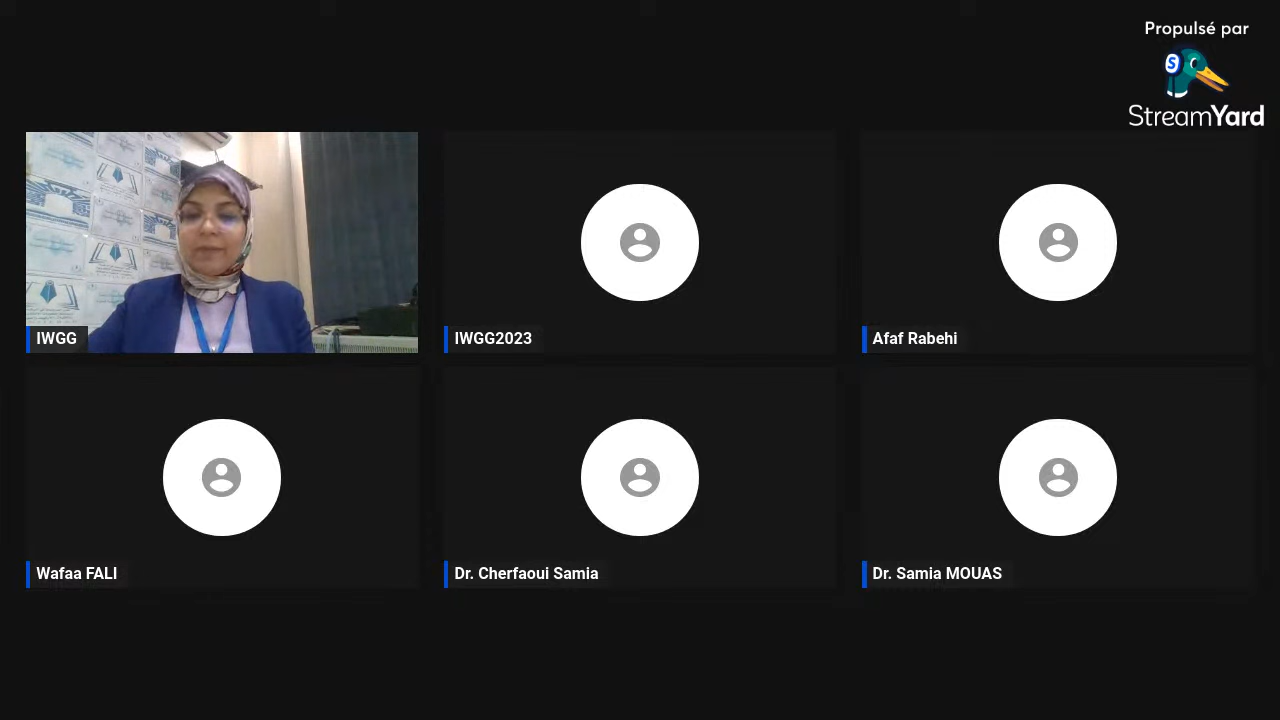 Propulsé par
S
StreamYard
IWGG
IWGG2023
Afaf Rabehi
Wafaa FALI
Dr. Cherfaoui Samia
Dr. Samia MOUAS